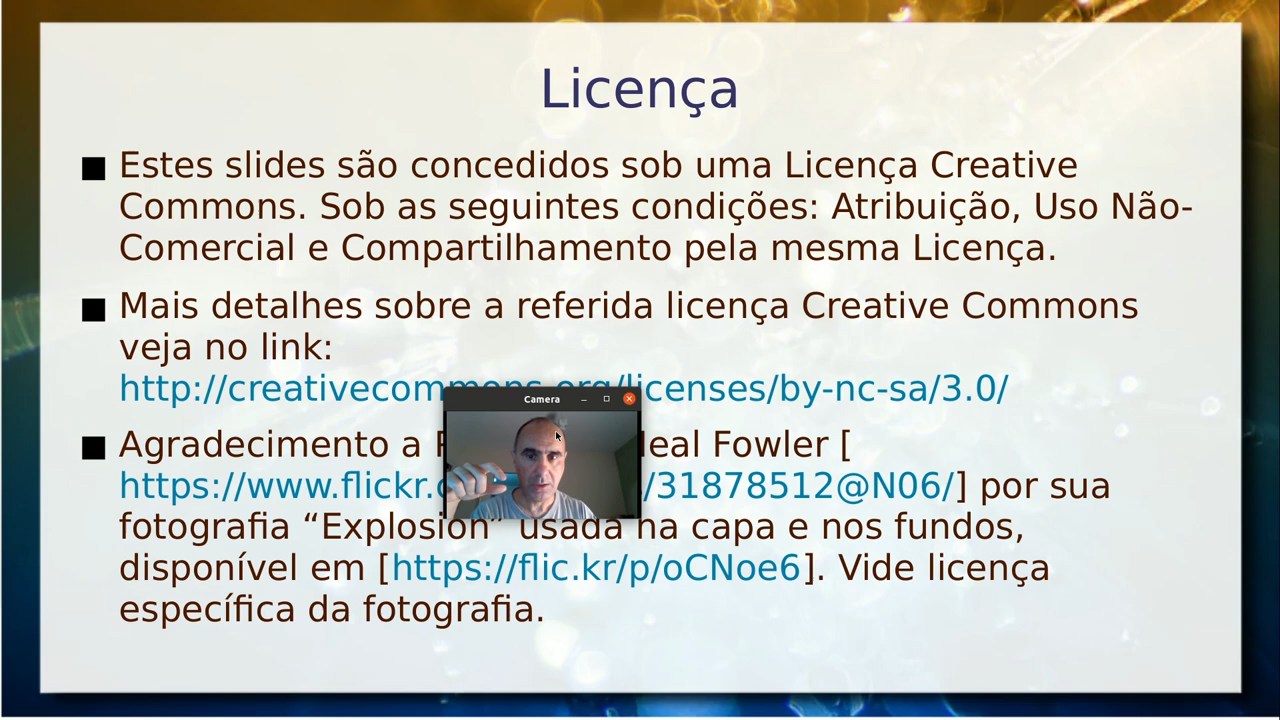 Licença
Estes slides são concedidos sob uma Licença Creative
Commons. Sob as seguintes condições: Atribuição, Uso Não-
Comercial e Compartilhamento pela mesma Licença.
Mais detalhes sobre a referida licença Creative Commons
veja no link:
http://creativecommons.org/licenses/by-nc-sa/3.0/
Camera
Agradecimento a Fowler [
https://www.flickr. /31878512@N06/] por sua
fotografia “Explosion” usada na capa e nos fundos,
disponível em [https://flic.kr/p/oCNoe6]. Vide licença
específica da fotografia.